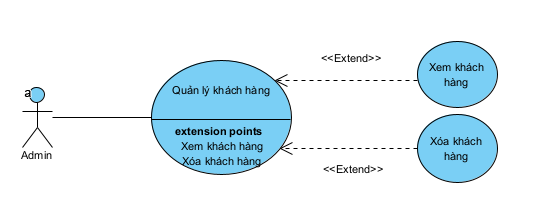 <<Extend>>
Xem khách
hàng
Quản lý khách hàng
a
extension points
Xem khách hàng
Xóa khách hàng
Xóa khách
hàng
Admin
<<Extend>>